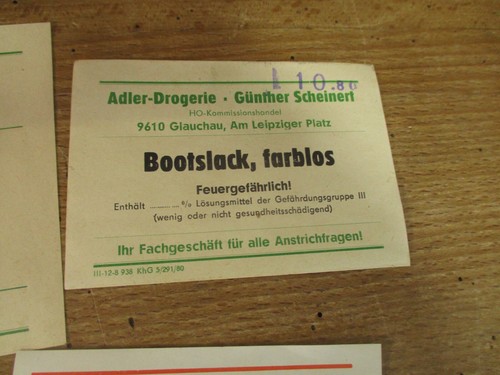 10.80
Adler-Drogerie · Günther Scheinert
HO-Kommissionshandel
9610 Glauchau, Am Leipziger Platz
Bootslack, farblos
Feuergefährlich!
Enthält ............ % Lösungsmittel der Gefährdungsgruppe III
(wenig oder nicht gesundheitsschädigend)
Ihr Fachgeschäft für alle Anstrichfragen!
III-12-8 938 KhG 3/291/80